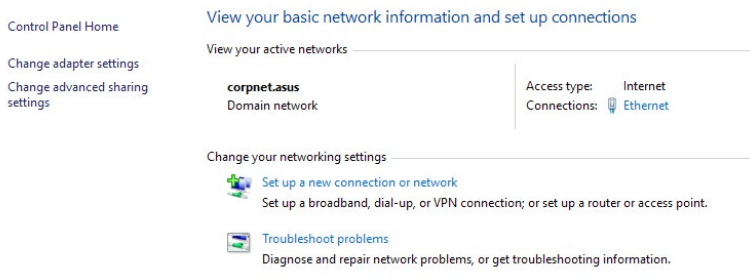 Control Panel Home
Change adapter settings
Change advanced sharing
settings
View your basic network information and set up connections
View your active networks
corpnet.asus
Domain network
Access type: Internet
Connections: Ethernet
Change your networking settings
Set up a new connection or network
Set up a broadband, dial-up, or VPN connection; or set up a router or access point.
Troubleshoot problems
Diagnose and repair network problems, or get troubleshooting information.